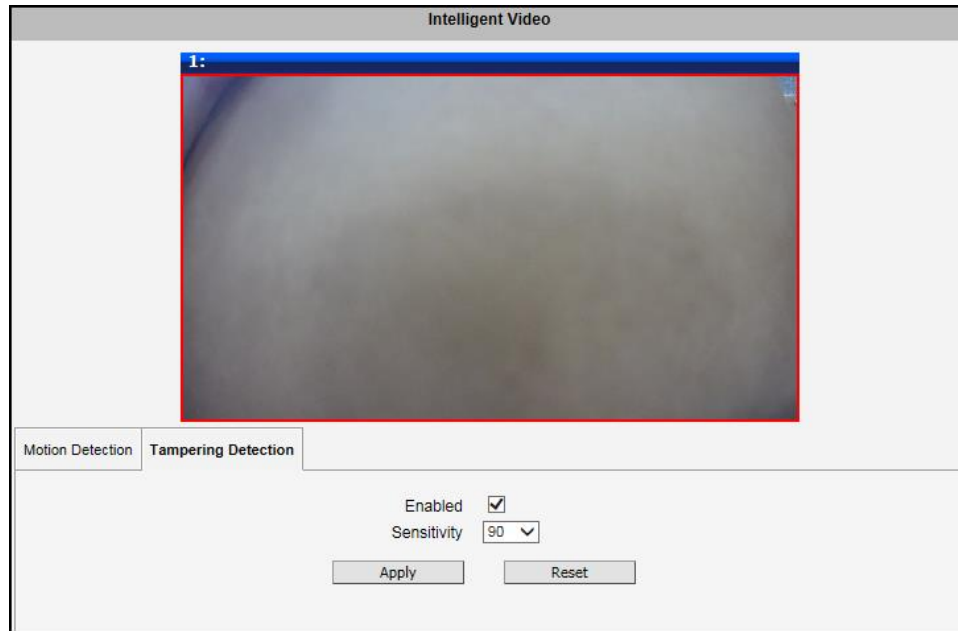 Intelligent Video
1:
Motion Detection
Tampering Detection
Enabled
Sensitivity 90
Apply Reset